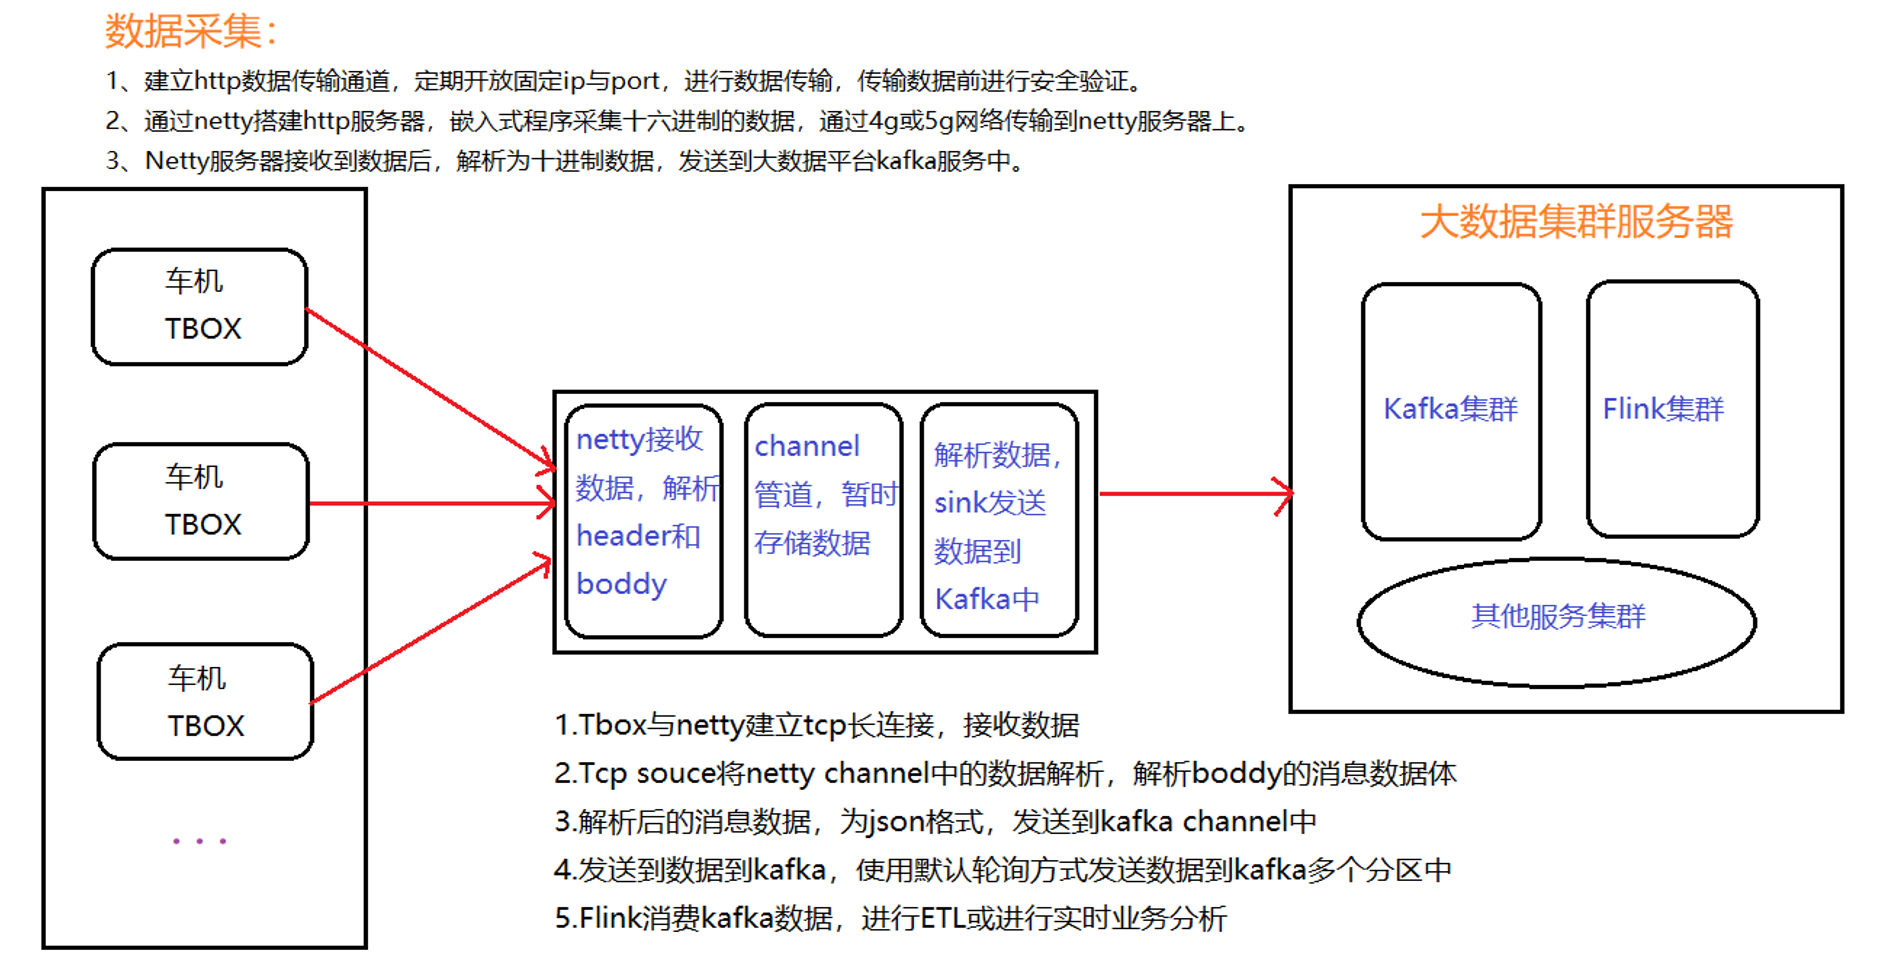 数据采集：
1、建立http数据传输通道，定期开放固定ip与port，进行数据传输，传输数据前进行安全验证。
2、通过netty搭建http服务器，嵌入式程序采集十六进制的数据，通过4g或5g网络传输到netty服务器上。
3、Netty服务器接收到数据后，解析为十进制数据，发送到大数据平台kafka服务中。
车机
TBOX
车机
TBOX
车机
TBOX
...
netty接收
数据，解析
header和
boddy
channel
管道，暂时
存储数据
解析数据，
sink发送
数据到
Kafka中
大数据集群服务器
Kafka集群
Flink集群
其他服务集群
1.Tbox与netty建立tcp长连接，接收数据
2.Tcp souce将netty channel中的数据解析，解析boddy的消息数据体
3.解析后的消息数据，为json格式，发送到kafka channel中
4.发送到数据到kafka，使用默认轮询方式发送数据到kafka多个分区中
5.Flink消费kafka数据，进行ETL或进行实时业务分析